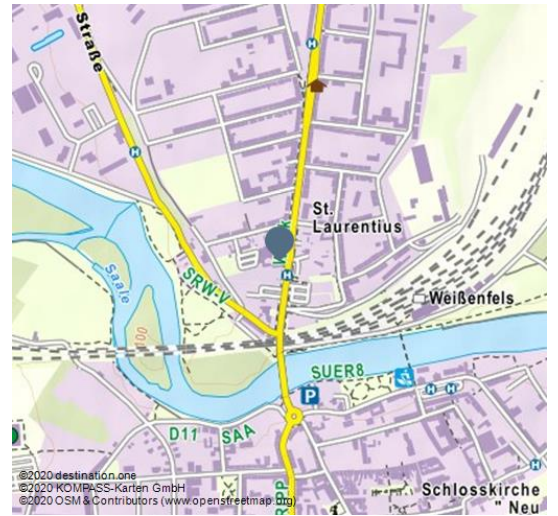 Straße
H
H
St.
Laurentius
H
Saale
SRW-V
Weißenfels
100
SUER8
P
H
H
D11
SAA
©2020 destination.one
©2020 KOMPASS-Karten GmbH
©2020 OSM & Contributors (www.openstreetmap.org)
Schlosskirche
" Neu
H